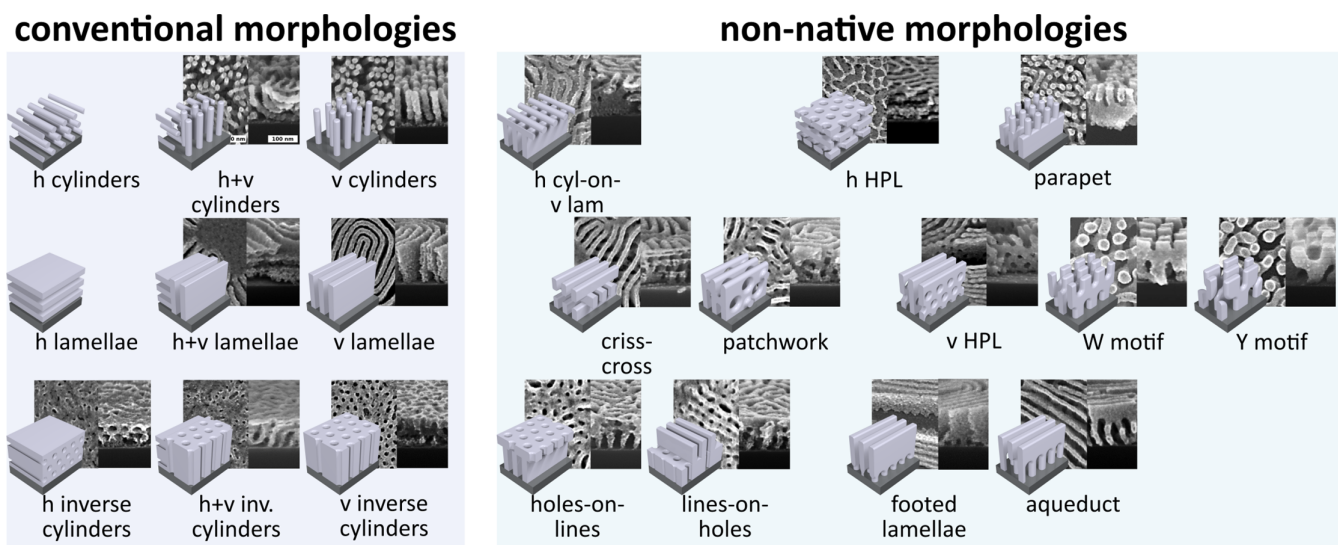 conventional morphologies
non-native morphologies
100 nm
h cylinders
h+v
cylinders
v cylinders
h cyl-on-
v lam
h HPL
parapet
h lamellae
h+v lamellae
v lamellae
criss-
cross
patchwork
v HPL
W motif
Y motif
h inverse
cylinders
h+v inv.
cylinders
v inverse
cylinders
holes-on-
lines
lines-on-
holes
footed
lamellae
aqueduct